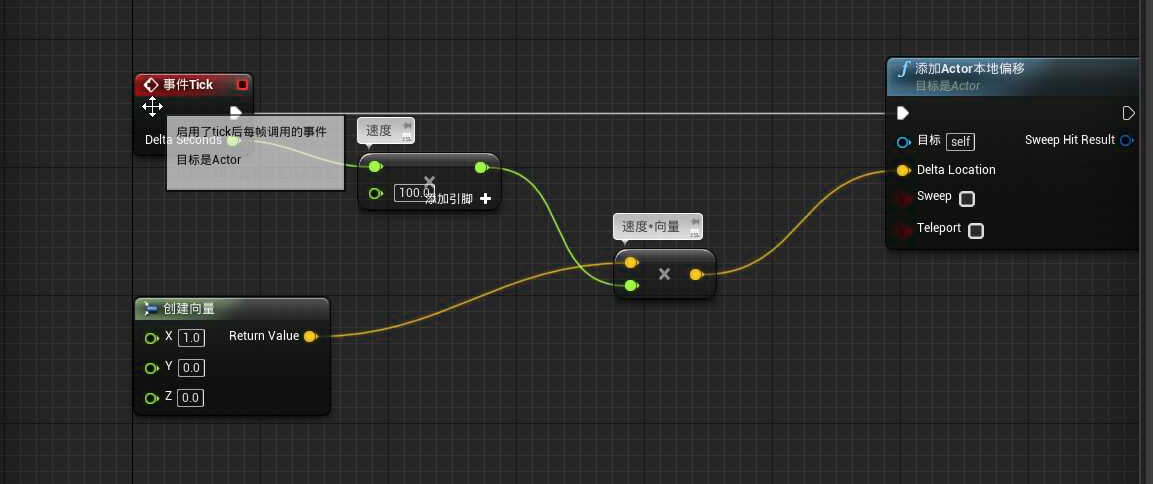 事件Tick
Delta Seconds
启用了tick后每帧调用的事件
目标是Actor
速度
100.0
添加引脚
速度*向量
创建向量
X 1.0
Return Value
Y 0.0
Z 0.0
添加Actor本地偏移
目标是Actor
目标 self
Sweep Hit Result
Delta Location
Sweep
Teleport